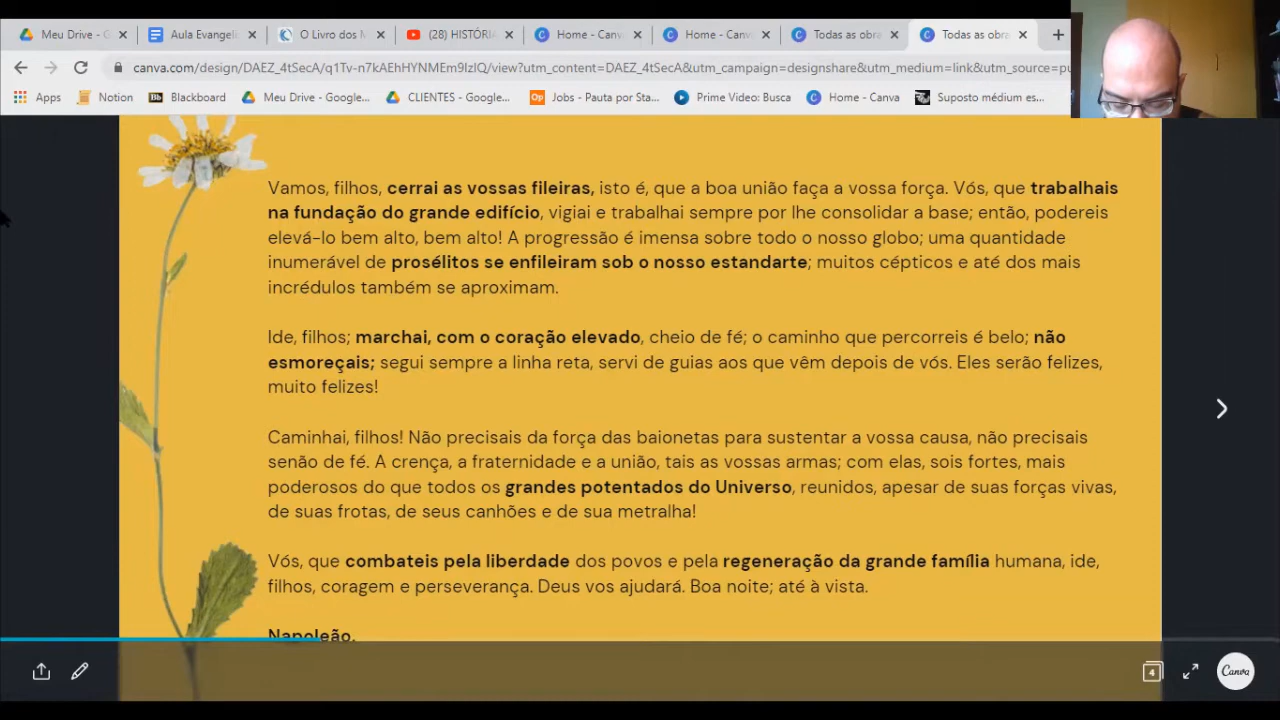 Meu Drive - G
Aula Evangel
O Livro dos M
(28) HISTÓRI
Home - Canv
Home - Canv
Todas as obra
Todas as obra
canva.com/design/DAEZ_4tSecA/q1Tv-n7kAEhHYNMEm9IzIQ/view?utm_content=DAEZ_4tSecA&utm_campaign=designshare&utm_medium=link&utm_source=pu
Apps
Notion
Bb Blackboard
Meu Drive - Google...
CLIENTES - Google...
Op Jobs - Pauta por Sta...
Prime Video: Busca
Home - Canva
Suposto médium es...
Vamos, filhos, cerrai as vossas fileiras, isto é, que a boa união faça a vossa força. Vós, que trabalhais
na fundação do grande edifício, vigiai e trabalhai sempre por lhe consolidar a base; então, podereis
elevá-lo bem alto, bem alto! A progressão é imensa sobre todo o nosso globo; uma quantidade
inumerável de prosélitos se enfileiram sob o nosso estandarte; muitos cépticos e até dos mais
incrédulos também se aproximam.
Ide, filhos; marchai, com o coração elevado, cheio de fé; o caminho que percorreis é belo; não
esmoreçais; segui sempre a linha reta, servi de guias aos que vêm depois de vós. Eles serão felizes,
muito felizes!
Caminhai, filhos! Não precisais da força das baionetas para sustentar a vossa causa, não precisais
senão de fé. A crença, a fraternidade e a união, tais as vossas armas; com elas, sois fortes, mais
poderosos do que todos os grandes potentados do Universo, reunidos, apesar de suas forças vivas,
de suas frotas, de seus canhões e de sua metralha!
Vós, que combateis pela liberdade dos povos e pela regeneração da grande família humana, ide,
filhos, coragem e perseverança. Deus vos ajudará. Boa noite; até à vista.
Napoleão.
4
Canva